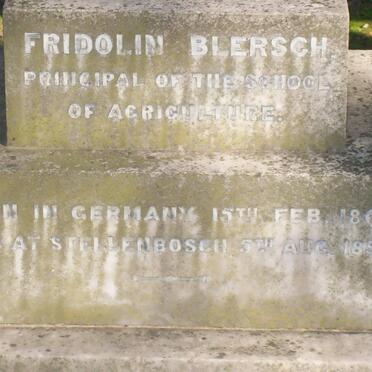 FRIDOLIN BLERSCH,
PRINCIPAL OF THE SCHOOL
OF AGRICULTURE.
IN GERMANY 15TH FEB.
AT STELLENBOSCH 5TH AUG.